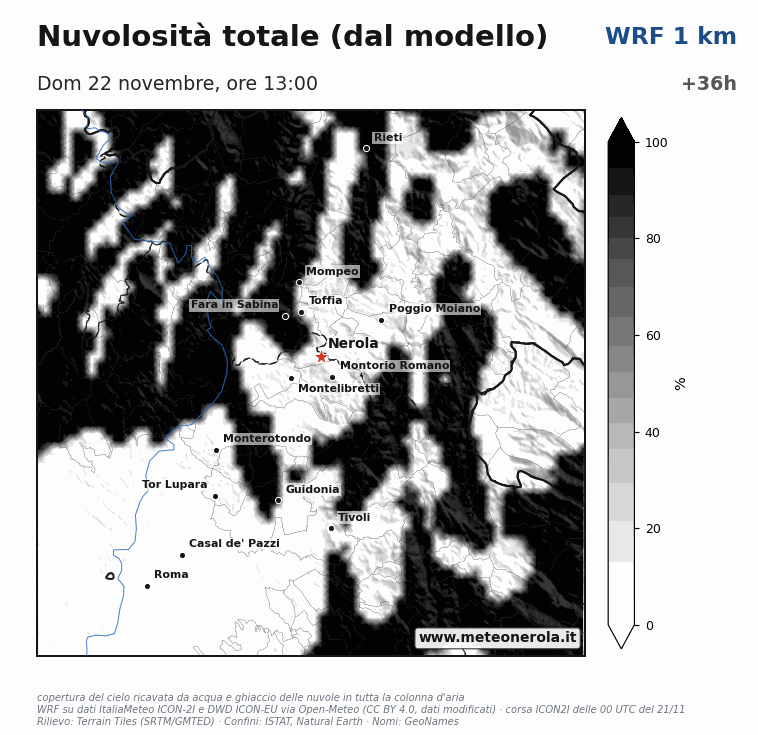 Nuvolosità totale (dal modello)
WRF 1 km
Dom 22 novembre, ore 13:00
+36h
Rieti
Mompeo
Fara in Sabina
Toffia
Poggio Moiano
Nerola
Montorio Romano
Montelibretti
Monterotondo
Tor Lupara
Guidonia
Tivoli
Casal de' Pazzi
Roma
www.meteonerola.it
100
80
60
40
20
0
%
copertura del cielo ricavata da acqua e ghiaccio delle nuvole in tutta la colonna d'aria
WRF su dati ItaliaMeteo ICON-2I e DWD ICON-EU via Open-Meteo (CC BY 4.0, dati modificati) · corsa ICON2I delle 00 UTC del 21/11
Rilievo: Terrain Tiles (SRTM/GMTED) · Confini: ISTAT, Natural Earth · Nomi: GeoNames